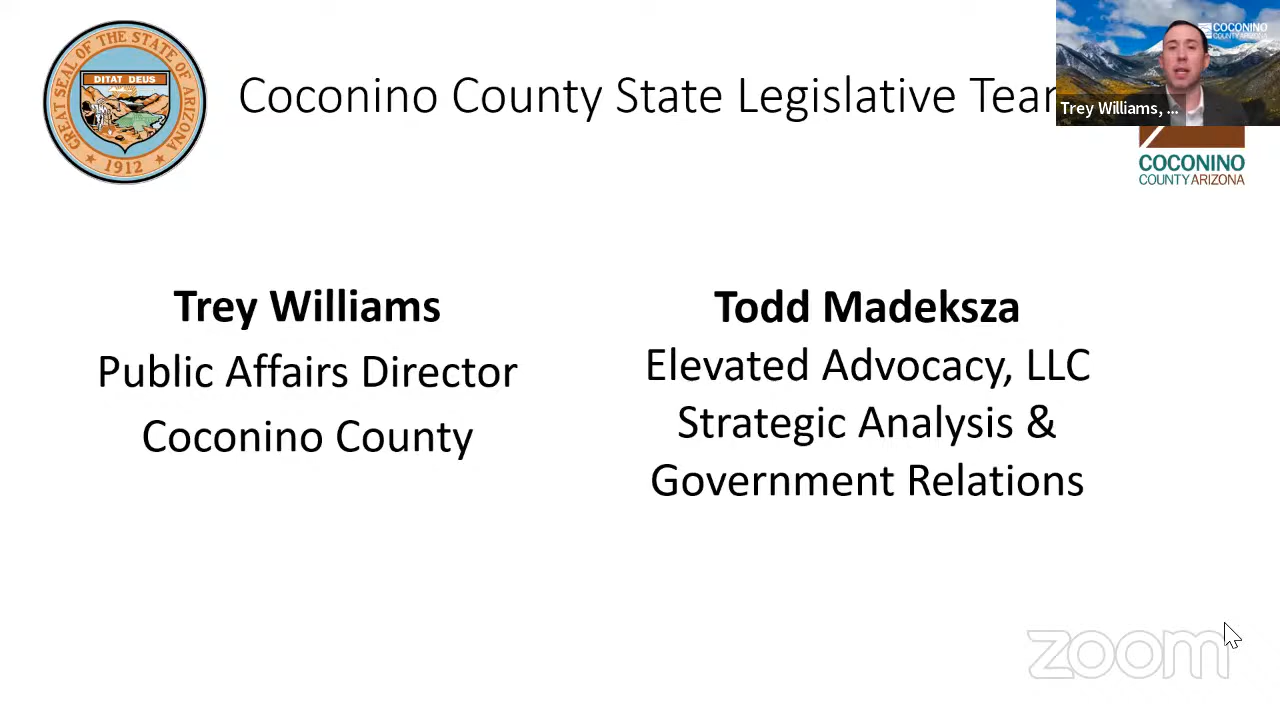 GREAT SEAL OF THE STATE OF ARIZONA
DITAT DEUS
1912
Coconino County State Legislative Tea
COCONINO
COUNTY ARIZONA
Trey Williams, ...
COCONINO
COUNTY ARIZONA
Trey Williams
Public Affairs Director
Coconino County
Todd Madeksza
Elevated Advocacy, LLC
Strategic Analysis &
Government Relations
zoom